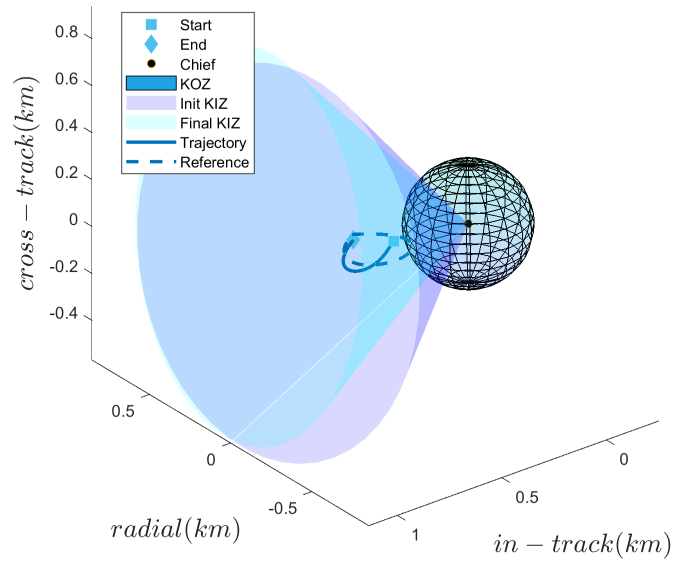 Start
End
Chief
KOZ
Init KIZ
Final KIZ
Trajectory
Reference
cross − track(km)
0.8
0.6
0.4
0.2
0
-0.2
-0.4
0.5
0
-0.5
radial(km)
1
0.5
0
in − track(km)